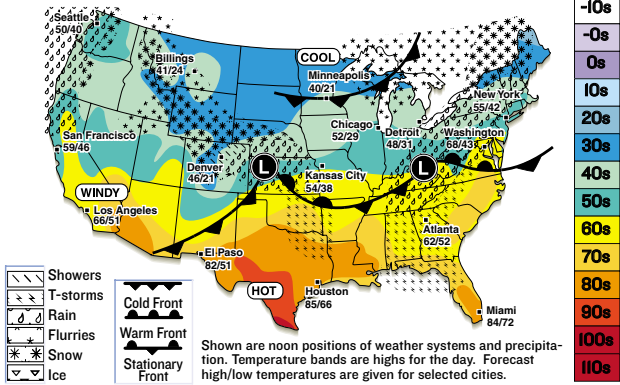 Seattle
50/40
Billings
41/24
COOL
Minneapolis
40/21
New York
55/42
San Francisco
59/46
Denver
46/21
Chicago
52/29
Detroit
48/31
Washington
68/43
L
L
Kansas City
54/38
WINDY
Los Angeles
66/51
Atlanta
62/52
El Paso
82/51
HOT
Houston
85/66
Miami
84/72
Showers
T-storms
Rain
Flurries
Snow
Ice
Cold Front
Warm Front
Stationary
Front
Shown are noon positions of weather systems and precipita-
tion. Temperature bands are highs for the day. Forecast
high/low temperatures are given for selected cities.
-10s
-0s
0s
10s
20s
30s
40s
50s
60s
70s
80s
90s
100s
110s